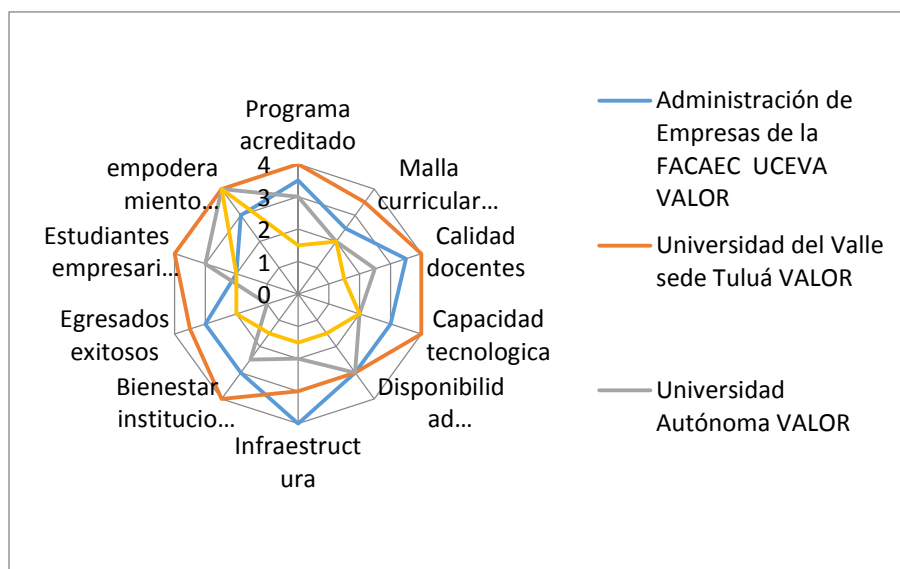 Programa
acreditado
Malla
curricular...
Calidad
docentes
Capacidad
tecnologica
Disponibilid
ad...
Infraestruct
ura
Bienestar
institucio...
Egresados
exitosos
Estudiantes
empresari...
empodera
miento...
4
3
2
1
0
Administración de
Empresas de la
FACAEC UCEVA
VALOR
Universidad del Valle
sede Tuluá VALOR
Universidad
Autónoma VALOR